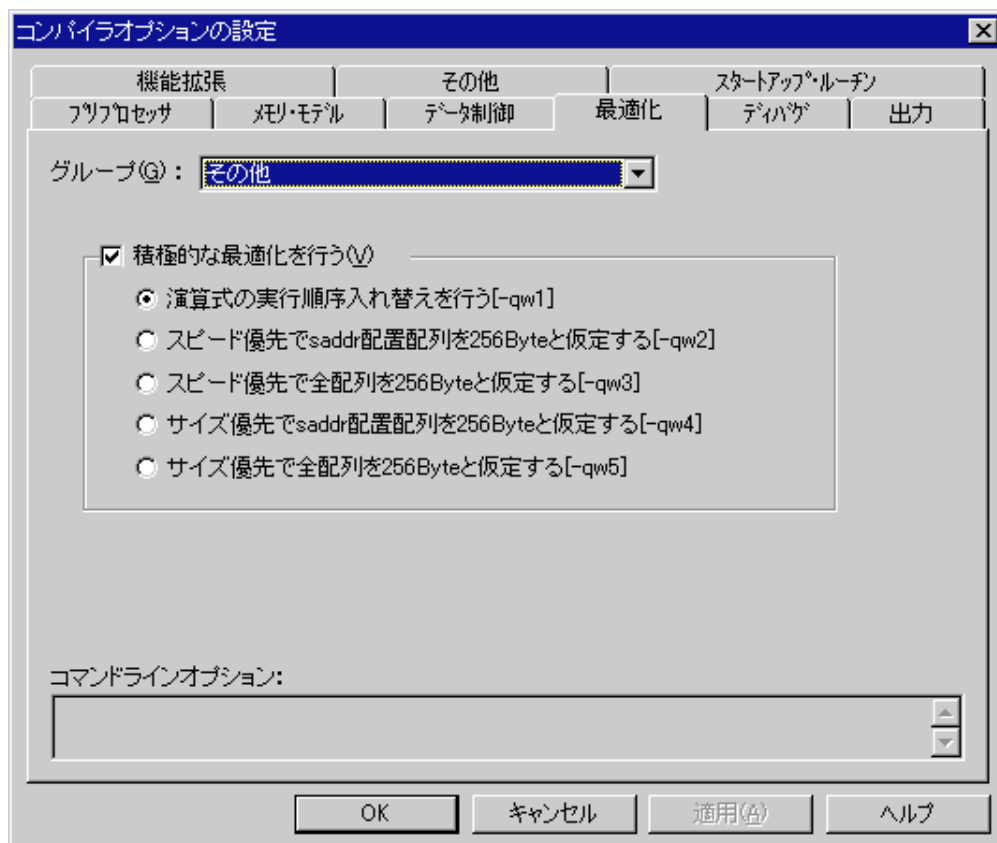 コンパイラオプションの設定
機能拡張 その他 ｽﾀｰﾄｱｯﾌﾟ･ﾙｰﾁﾝ
ﾌﾟﾘﾌﾟﾛｾｯｻ ﾒﾓﾘ･ﾓﾃﾞﾙ ﾃﾞｰﾀ制御 最適化 ﾃﾞｨﾊﾞｸﾞ 出力
グループ(G)： その他
積極的な最適化を行う(V)
演算式の実行順序入れ替えを行う[-qw1]
スピード優先でsaddr配置配列を256Byteと仮定する[-qw2]
スピード優先で全配列を256Byteと仮定する[-qw3]
サイズ優先でsaddr配置配列を256Byteと仮定する[-qw4]
サイズ優先で全配列を256Byteと仮定する[-qw5]
コマンドラインオプション:
OK キャンセル 適用(A) ヘルプ